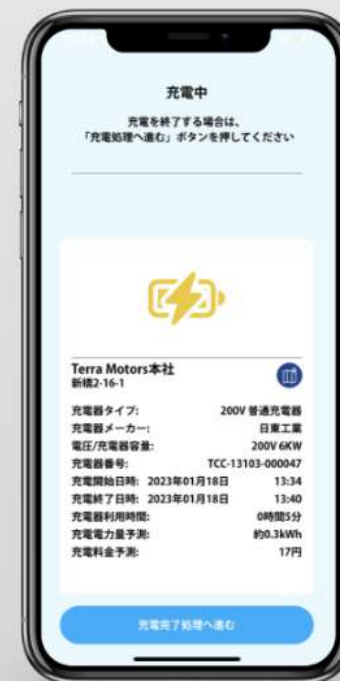 充電中
充電を終了する場合は、
「充電処理へ進む」ボタンを押してください
Terra Motors本社
新橋2-16-1
充電器タイプ: 200V 普通充電器
充電器メーカー: 日東工業
電圧/充電器容量: 200V 6KW
充電器番号: TCC-13103-000047
充電開始日時: 2023年01月18日 13:34
充電終了日時: 2023年01月18日 13:40
充電器利用時間: 0時間5分
充電電力量予測: 約0.3kWh
充電料金予測: 17円
充電完了処理へ進む